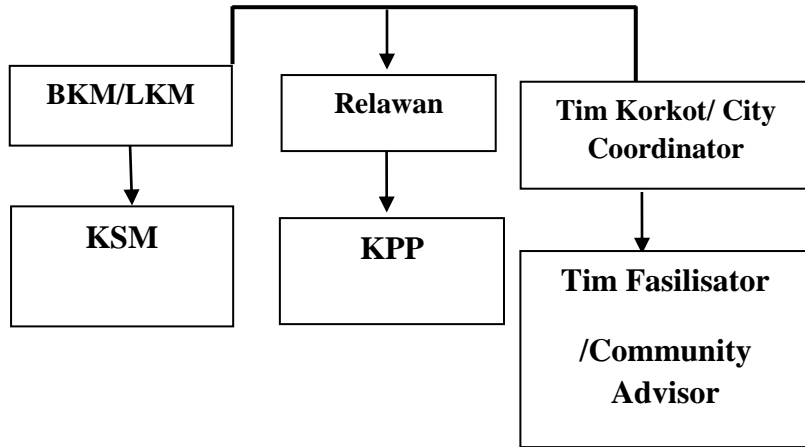 BKM/LKM
Relawan
Tim Korkot/ City
Coordinator
KSM
KPP
Tim Fasilisator
/Community
Advisor